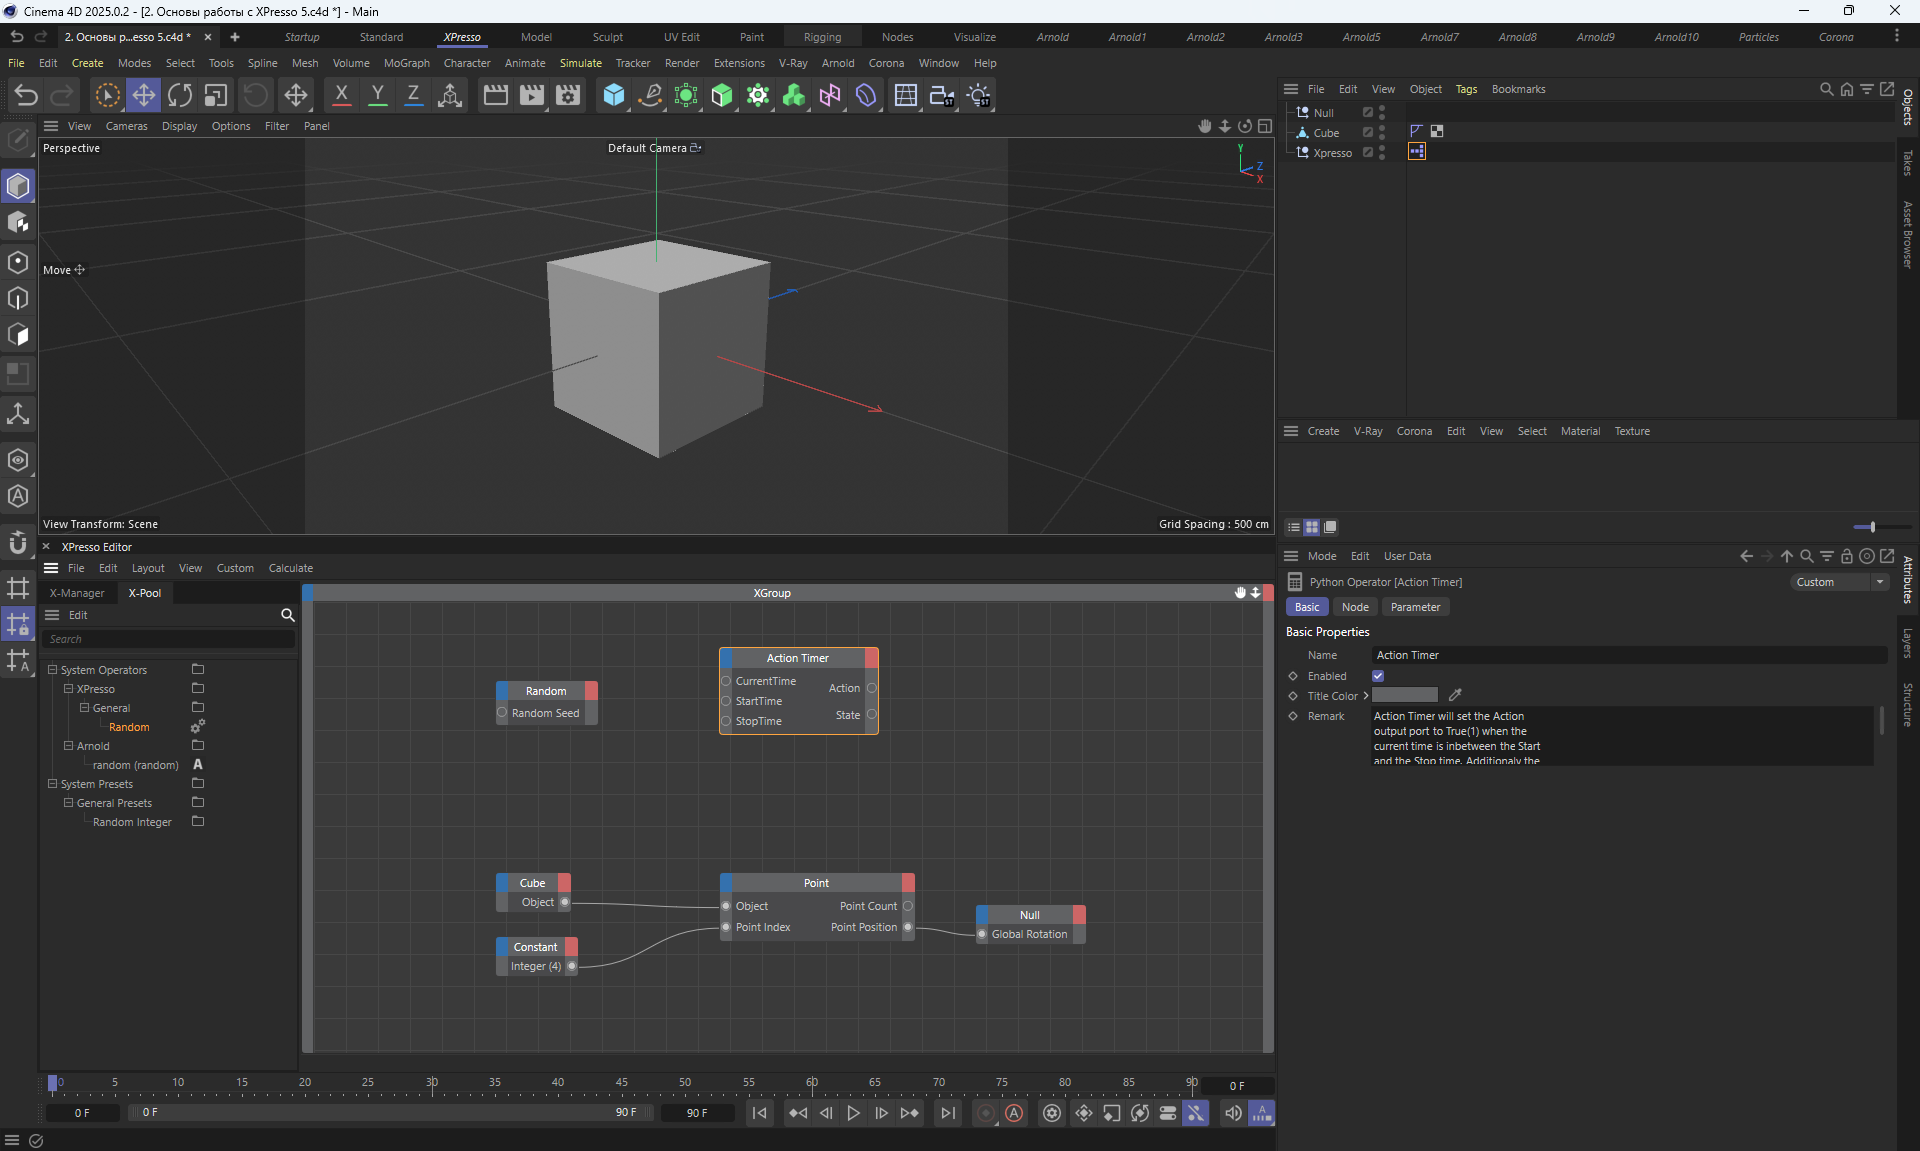 Cinema 4D 2025.0.2 - [2. Основы работы с XPresso 5.c4d *] - Main
2. Основы р...esso 5.c4d *
Startup
Standard
XPresso
Model
Sculpt
UV Edit
Paint
Rigging
Nodes
Visualize
Arnold
Arnold1
Arnold2
Arnold3
Arnold5
Arnold7
Arnold8
Arnold9
Arnold10
Particles
Corona
File Edit Create Modes Select Tools Spline Mesh Volume MoGraph Character Animate Simulate Tracker Render Extensions V-Ray Arnold Corona Window Help
X Y Z
ST ST
View Cameras Display Options Filter Panel
Perspective
Default Camera
Y
Z
X
Move
View Transform: Scene
Grid Spacing : 500 cm
XPresso Editor
File Edit Layout View Custom Calculate
X-Manager X-Pool
Edit
Search
System Operators
XPresso
General
Random
Arnold
random (random) A
System Presets
General Presets
Random Integer
XGroup
Random
Random Seed
Action Timer
CurrentTime
StartTime
StopTime
Action
State
Cube
Object
Constant
Integer (4)
Point
Object
Point Index
Point Count
Point Position
Null
Global Rotation
0 5 10 15 20 25 30 35 40 45 50 55 60 65 70 75 80 85 90
0 F
0 F
0 F
90 F
90 F
A
A
File Edit View Object Tags Bookmarks
Null
Cube
Xpresso
Objects
Takes
Asset Browser
Create V-Ray Corona Edit View Select Material Texture
Mode Edit User Data
Python Operator [Action Timer]
Custom
Basic Node Parameter
Basic Properties
Name Action Timer
Enabled
Title Color
Remark
Action Timer will set the Action
output port to True(1) when the
current time is inbetween the Start
and the Stop time. Additionaly the
Attributes
Layers
Structure